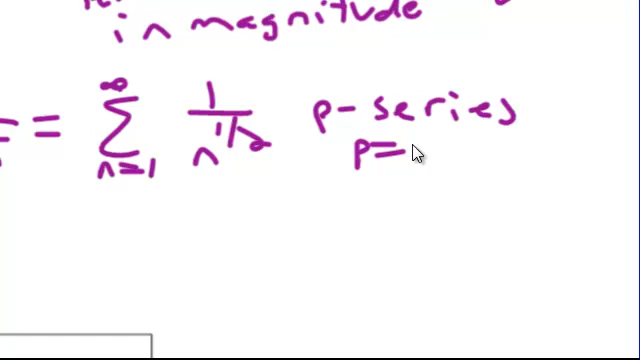 in magnitude
= ∞ Σ n=1 1/n^1/2 p-series
p=